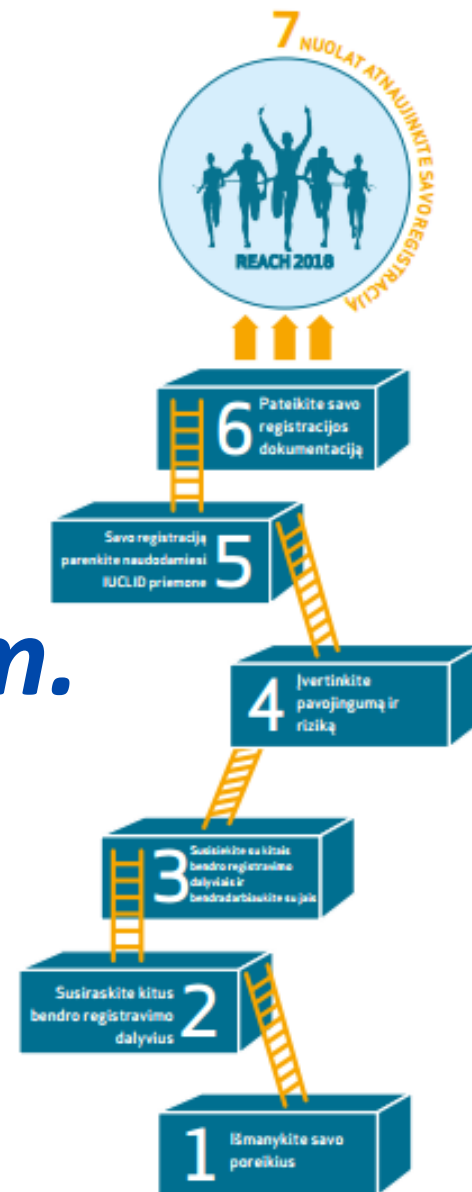 7 NUOLAT ATNAUJINKITE SAVO REGISTRACIJĄ
REACH 2018
6
Pateikite savo
registracijos
dokumentaciją
Savo registraciją
parenkite naudodamiesi
IUCLID priemone
5
m.
4
Įvertinkite
pavojingumą ir
riziką
3
Susisiekite su kitais
bendro registravimo
dalyviais ir
bendradarbiaukite su jais
Susiraskite kitus
bendro registravimo
dalyvius
2
1
Išmanykite savo
poreikius